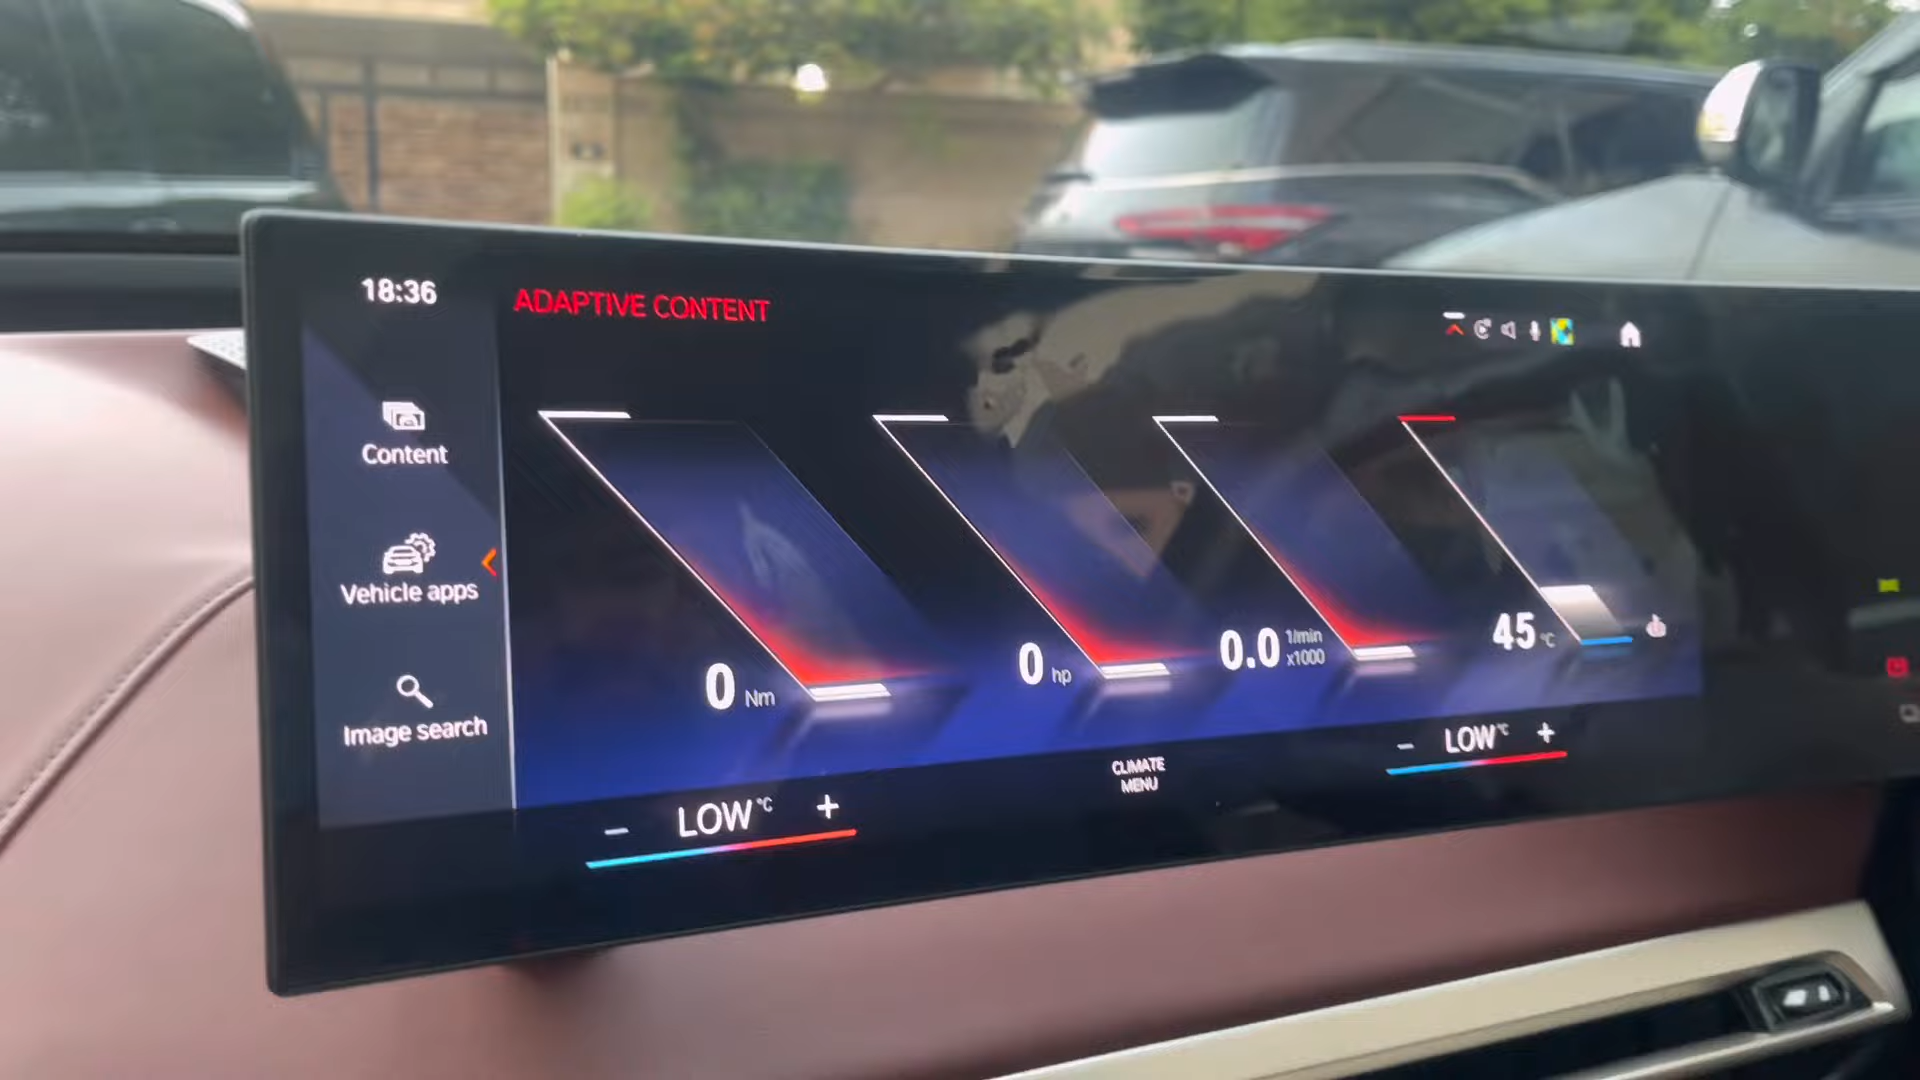 18:36
ADAPTIVE CONTENT
Content
Vehicle apps
Image search
0 Nm
0 hp
0.0 1/min x1000
45 °C
− LOW °C +
CLIMATE
MENU
− LOW °C +